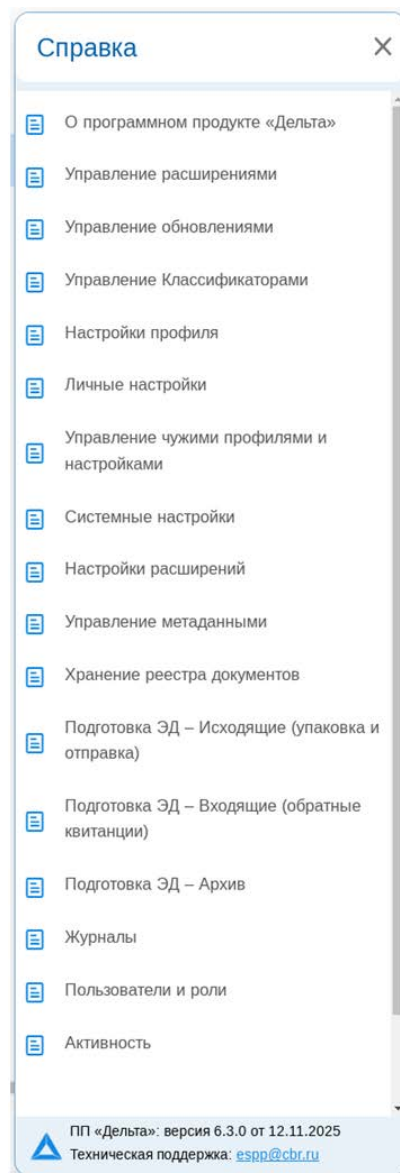 Справка
О программном продукте «Дельта»
Управление расширениями
Управление обновлениями
Управление Классификаторами
Настройки профиля
Личные настройки
Управление чужими профилями и
настройками
Системные настройки
Настройки расширений
Управление метаданными
Хранение реестра документов
Подготовка ЭД – Исходящие (упаковка и
отправка)
Подготовка ЭД – Входящие (обратные
квитанции)
Подготовка ЭД – Архив
Журналы
Пользователи и роли
Активность
ПП «Дельта»: версия 6.3.0 от 12.11.2025
Техническая поддержка: espp@cbr.ru